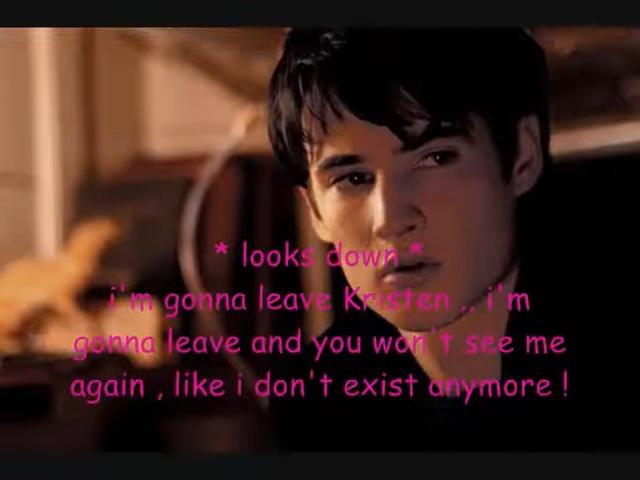 * looks down *
i'm gonna leave Kristen .. i'm
gonna leave and you won't see me
again , like i don't exist anymore !